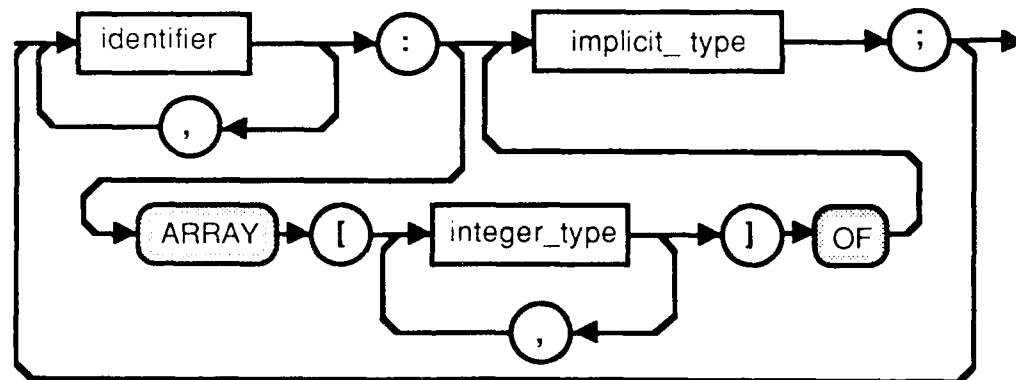 identifier : implicit_ type ;
,
ARRAY [ integer_type ] OF
,